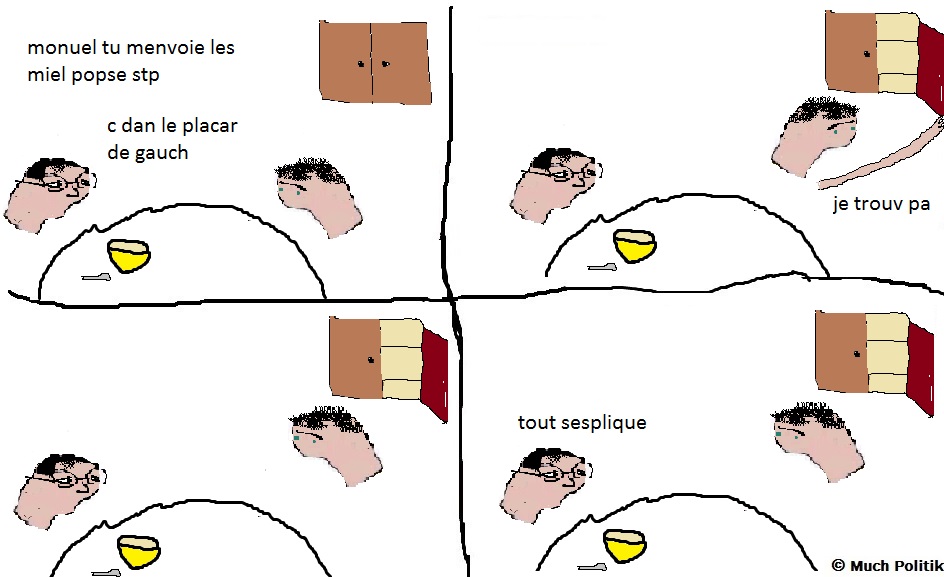 monuel tu menvoie les
miel popse stp
c dan le placar
de gauch
je trouv pa
tout sesplique
© Much Politik